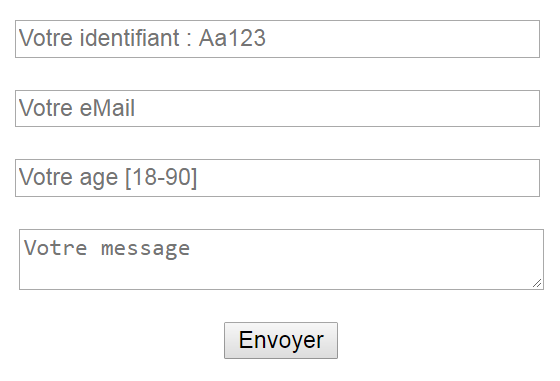 Votre identifiant : Aa123
Votre eMail
Votre age [18-90]
Votre message
Envoyer